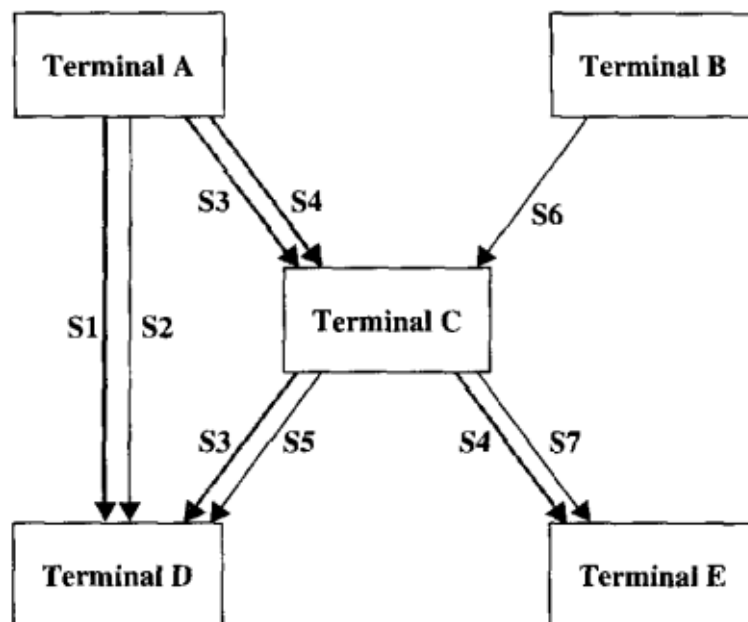 Terminal A
Terminal B
S3
S4
S6
S1
S2
Terminal C
S3
S5
S4
S7
Terminal D
Terminal E